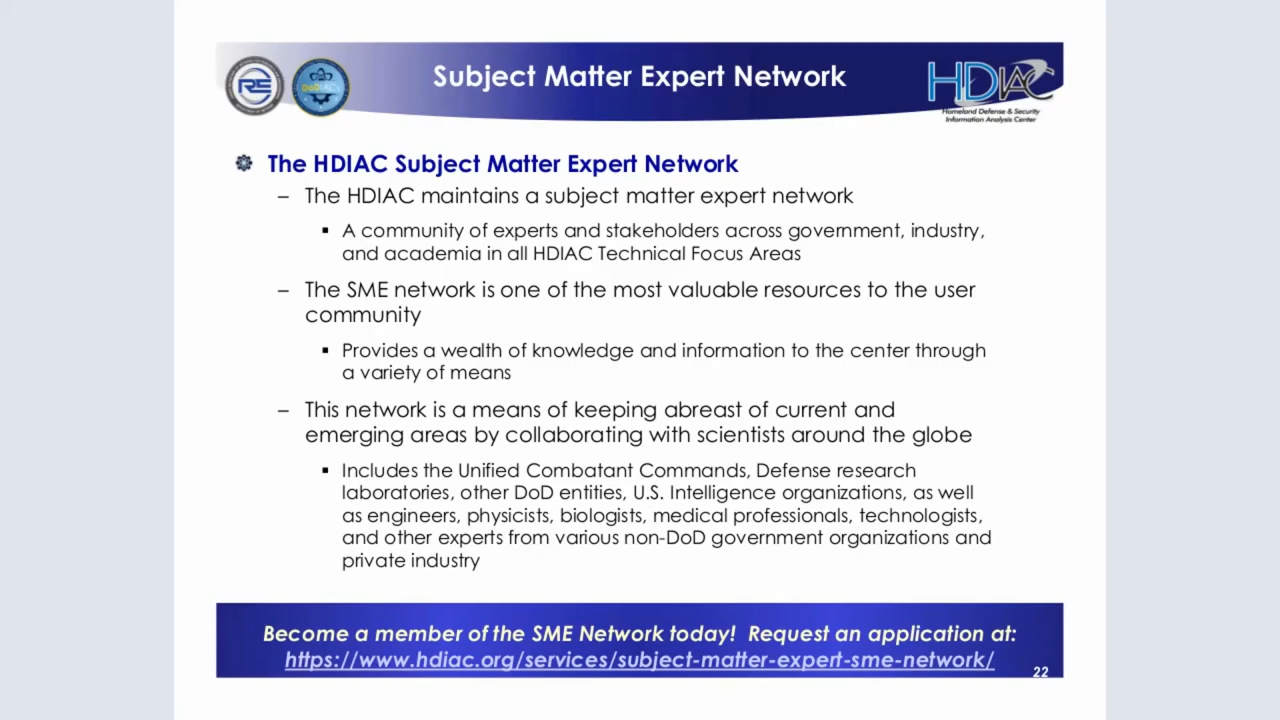 Subject Matter Expert Network
RE
DoDIACs
HDIAC
Homeland Defense & Security
Information Analysis Center
The HDIAC Subject Matter Expert Network
– The HDIAC maintains a subject matter expert network
▪ A community of experts and stakeholders across government, industry,
and academia in all HDIAC Technical Focus Areas
– The SME network is one of the most valuable resources to the user
community
▪ Provides a wealth of knowledge and information to the center through
a variety of means
– This network is a means of keeping abreast of current and
emerging areas by collaborating with scientists around the globe
▪ Includes the Unified Combatant Commands, Defense research
laboratories, other DoD entities, U.S. Intelligence organizations, as well
as engineers, physicists, biologists, medical professionals, technologists,
and other experts from various non-DoD government organizations and
private industry
Become a member of the SME Network today! Request an application at:
https://www.hdiac.org/services/subject-matter-expert-sme-network/
22